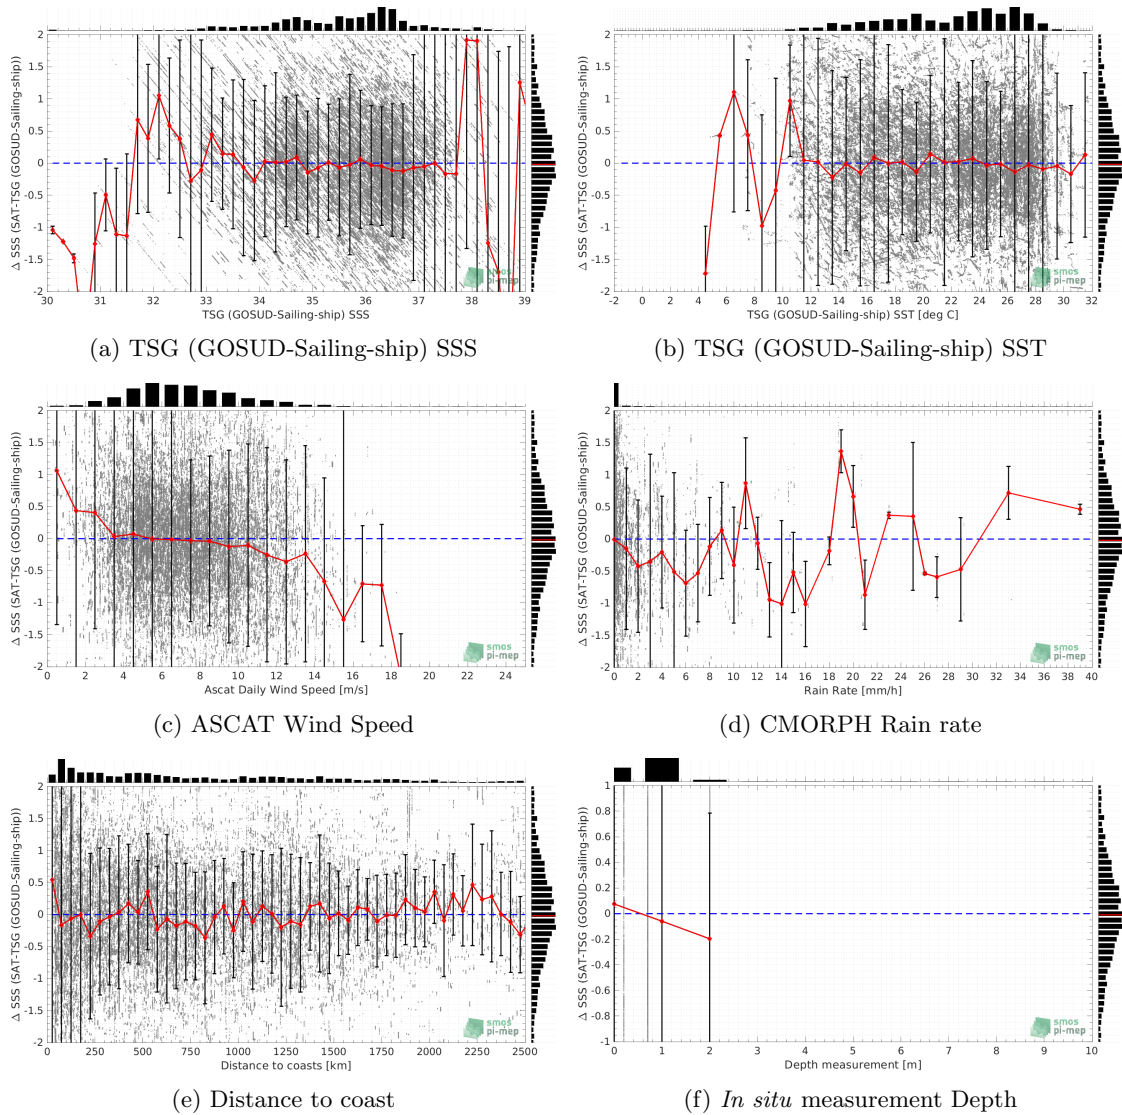 Δ SSS (SAT-TSG (GOSUD-Sailing-ship))
2
1.5
1
0.5
0
-0.5
-1
-1.5
-2
30 31 32 33 34 35 36 37 38 39
TSG (GOSUD-Sailing-ship) SSS
smos
pi-mep
(a) TSG (GOSUD-Sailing-ship) SSS
Δ SSS (SAT-TSG (GOSUD-Sailing-ship))
2
1.5
1
0.5
0
-0.5
-1
-1.5
-2
-2 0 2 4 6 8 10 12 14 16 18 20 22 24 26 28 30 32
TSG (GOSUD-Sailing-ship) SST [deg C]
smos
pi-mep
(b) TSG (GOSUD-Sailing-ship) SST
Δ SSS (SAT-TSG (GOSUD-Sailing-ship))
2
1.5
1
0.5
0
-0.5
-1
-1.5
-2
0 2 4 6 8 10 12 14 16 18 20 22 24
Ascat Daily Wind Speed [m/s]
smos
pi-mep
(c) ASCAT Wind Speed
Δ SSS (SAT-TSG (GOSUD-Sailing-ship))
2
1.5
1
0.5
0
-0.5
-1
-1.5
-2
0 2 4 6 8 10 12 14 16 18 20 22 24 26 28 30 32 34 36 38 40
Rain Rate [mm/h]
smos
pi-mep
(d) CMORPH Rain rate
Δ SSS (SAT-TSG (GOSUD-Sailing-ship))
2
1.5
1
0.5
0
-0.5
-1
-1.5
-2
0 250 500 750 1000 1250 1500 1750 2000 2250 2500
Distance to coasts [km]
smos
pi-mep
(e) Distance to coast
Δ SSS (SAT-TSG (GOSUD-Sailing-ship))
1
0.8
0.6
0.4
0.2
0
-0.2
-0.4
-0.6
-0.8
-1
0 1 2 3 4 5 6 7 8 9 10
Depth measurement [m]
smos
pi-mep
(f) In situ measurement Depth